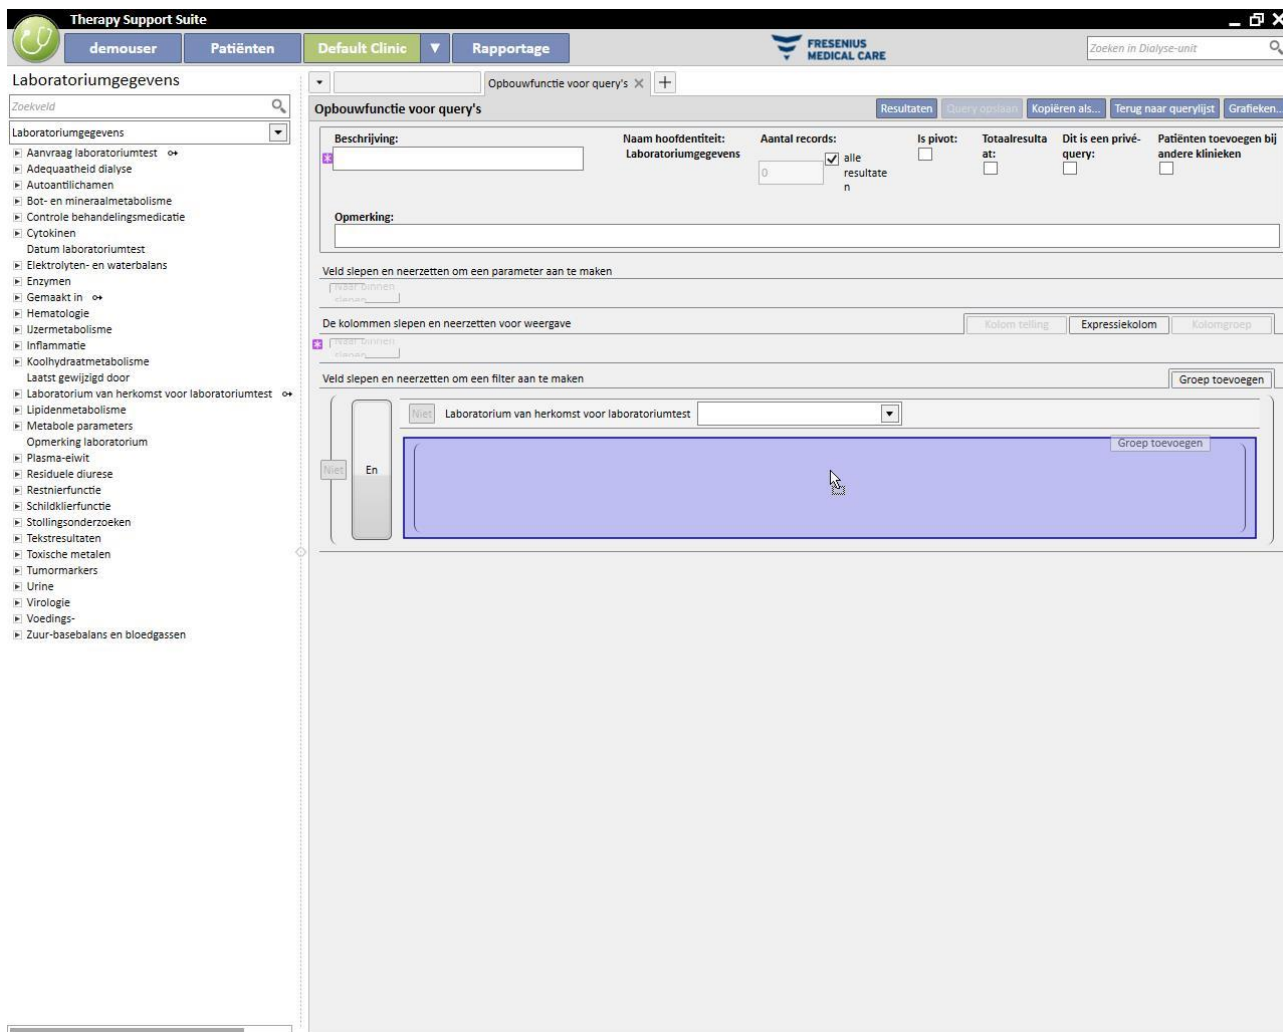 Therapy Support Suite
demouser Patiënten Default Clinic Rapportage FRESENIUS MEDICAL CARE Zoeken in Dialyse-unit
Laboratoriumgegevens
Zoekveld
Laboratoriumgegevens
Aanvraag laboratoriumtest
Adequaatheid dialyse
Autoantilichamen
Bot- en mineraalmetabolisme
Controle behandelingsmedicatie
Cytokinen
Datum laboratoriumtest
Elektrolyten- en waterbalans
Enzymen
Gemaakt in
Hematologie
IJzermetabolisme
Inflammatie
Koolhydraatmetabolisme
Laatst gewijzigd door
Laboratorium van herkomst voor laboratoriumtest
Lipidenmetabolisme
Metabole parameters
Opmerking laboratorium
Plasma-eiwit
Residuele diurese
Restnierfunctie
Schildklierfunctie
Stollingsonderzoeken
Tekstresultaten
Toxische metalen
Tumormarkers
Urine
Virologie
Voedings-
Zuur-basebalans en bloedgassen
Opbouwfunctie voor query's
Opbouwfunctie voor query's
Resultaten Query opslaan Kopiëren als... Terug naar querylijst Grafieken...
Beschrijving:
Naam hoofdentiteit:
Laboratoriumgegevens
Aantal records:
0
alle
resultate
n
Is pivot:
Totaalresulta
at:
Dit is een privé-
query:
Patiënten toevoegen bij
andere klinieken
Opmerking:
Veld slepen en neerzetten om een parameter aan te maken
Naar binnen
slepen
De kolommen slepen en neerzetten voor weergave
Kolom telling Expressiekolom Kolomgroep
Naar binnen
slepen
Veld slepen en neerzetten om een filter aan te maken
Groep toevoegen
Niet Laboratorium van herkomst voor laboratoriumtest
Groep toevoegen
Niet En